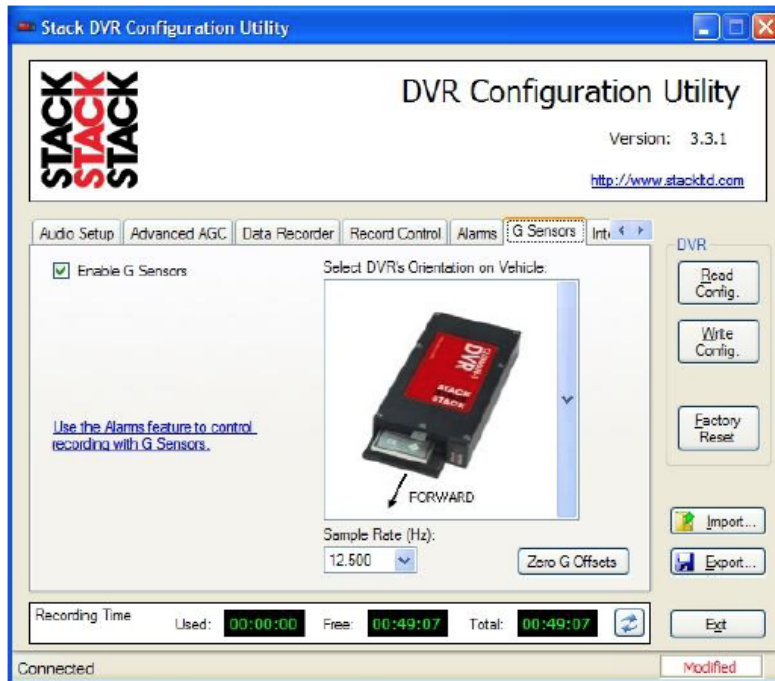 Stack DVR Configuration Utility
STACK
STACK
STACK
DVR Configuration Utility
Version: 3.3.1
http://www.stackltd.com
Audio Setup
Advanced AGC
Data Recorder
Record Control
Alarms
G Sensors
Inte
DVR
Enable G Sensors
Select DVR's Orientation on Vehicle:
Read Config.
Write Config.
Factory Reset
DVR
STACK
STACK
Use the Alarms feature to control
recording with G Sensors.
FORWARD
Sample Rate (Hz):
12.500
Zero G Offsets
Import...
Export...
Recording Time
Used: 00:00:00
Free: 00:49:07
Total: 00:49:07
Exit
Connected
Modified